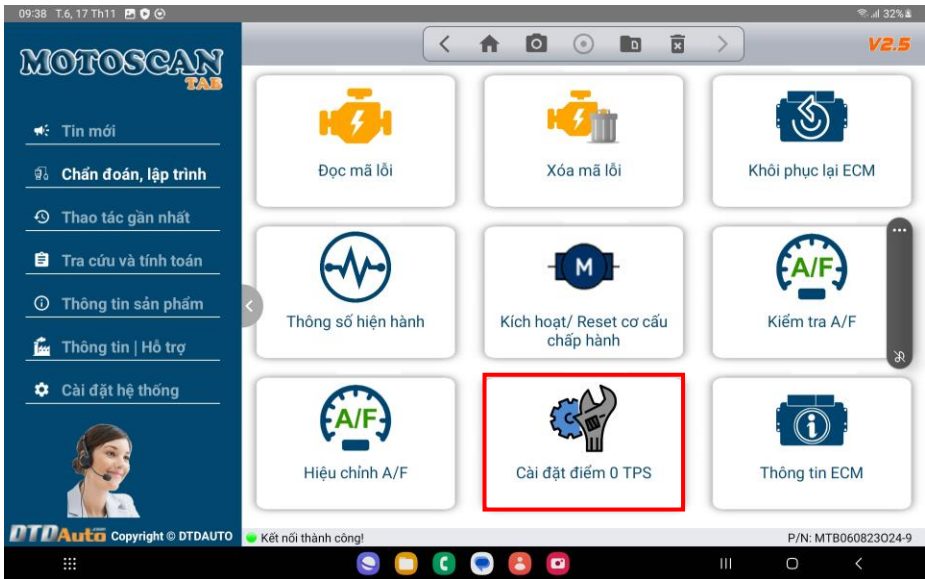 09:38 T.6, 17 Th11
32%
MOTOSCAN
TAB
V2.5
Tin mới
Chẩn đoán, lập trình
Thao tác gần nhất
Tra cứu và tính toán
Thông tin sản phẩm
Thông tin | Hỗ trợ
Cài đặt hệ thống
Đọc mã lỗi
Xóa mã lỗi
Khôi phục lại ECM
M
A/F
Thông số hiện hành
Kích hoạt/ Reset cơ cấu
chấp hành
Kiểm tra A/F
A/F
Hiệu chỉnh A/F
Cài đặt điểm 0 TPS
Thông tin ECM
DTDAuto.com Copyright © DTDAUTO
Kết nối thành công!
P/N: MTB060823O24-9